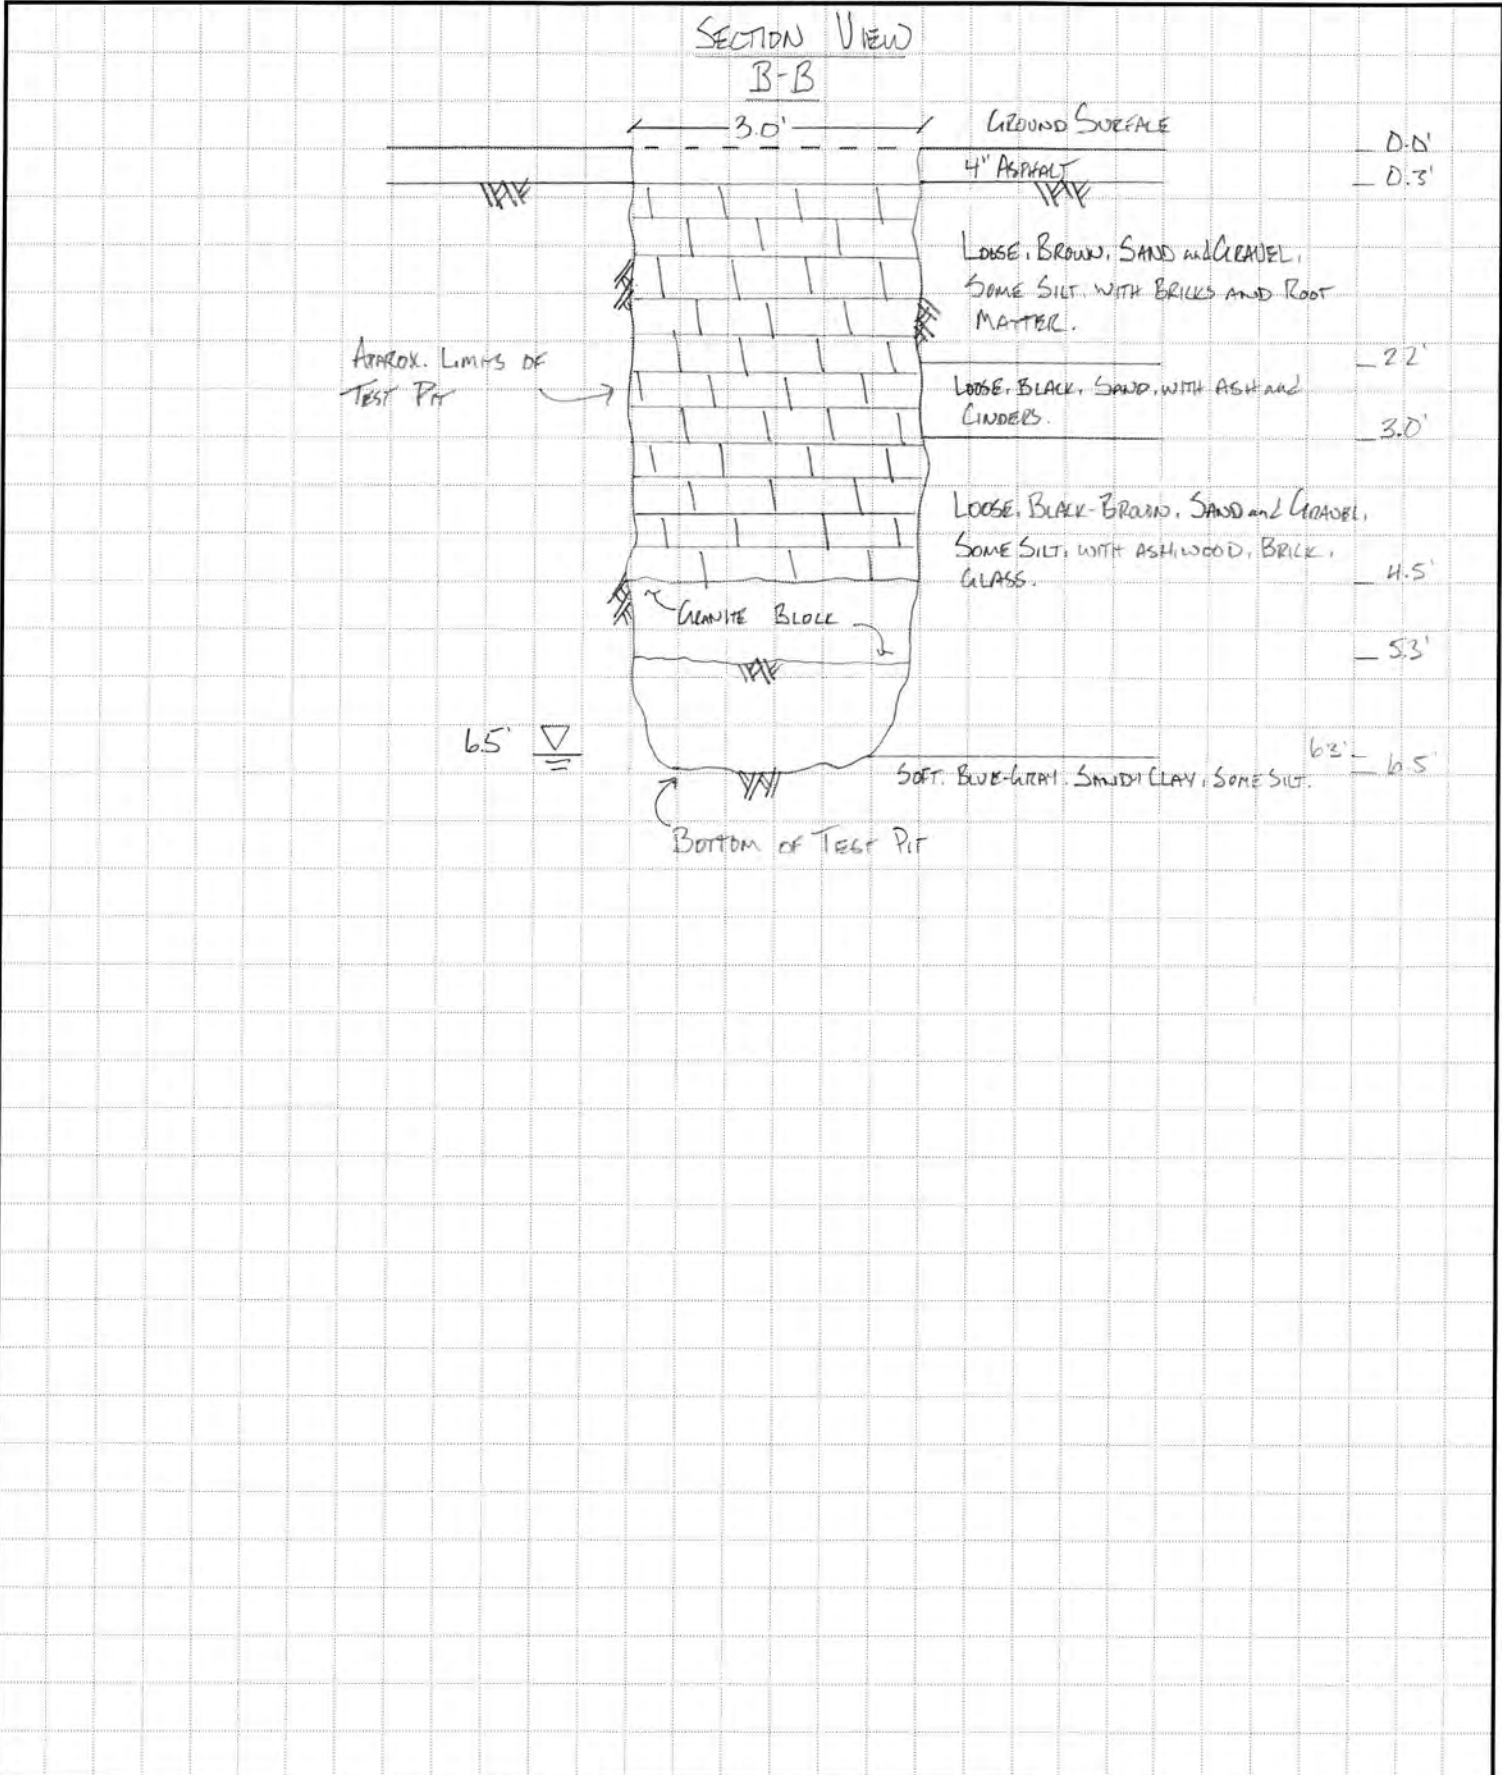 SECTION VIEW
B-B
3.0'
GROUND SURFACE
0.0'
4" ASPHALT
0.3'
LOOSE, BROWN, SAND and GRAVEL,
SOME SILT, WITH BRICKS AND ROOT
MATTER.
2.2'
APPROX. LIMITS OF
TEST PIT
LOOSE, BLACK, SAND, WITH ASH and
CINDERS.
3.0'
LOOSE, BLACK-BROWN, SAND and GRAVEL,
SOME SILT, WITH ASH, WOOD, BRICK,
GLASS.
4.5'
GRANITE BLOCK
5.3'
6.5'
6.3'
6.5'
SOFT, BLUE-GRAY, SANDY CLAY, SOME SILT.
BOTTOM OF TEST PIT